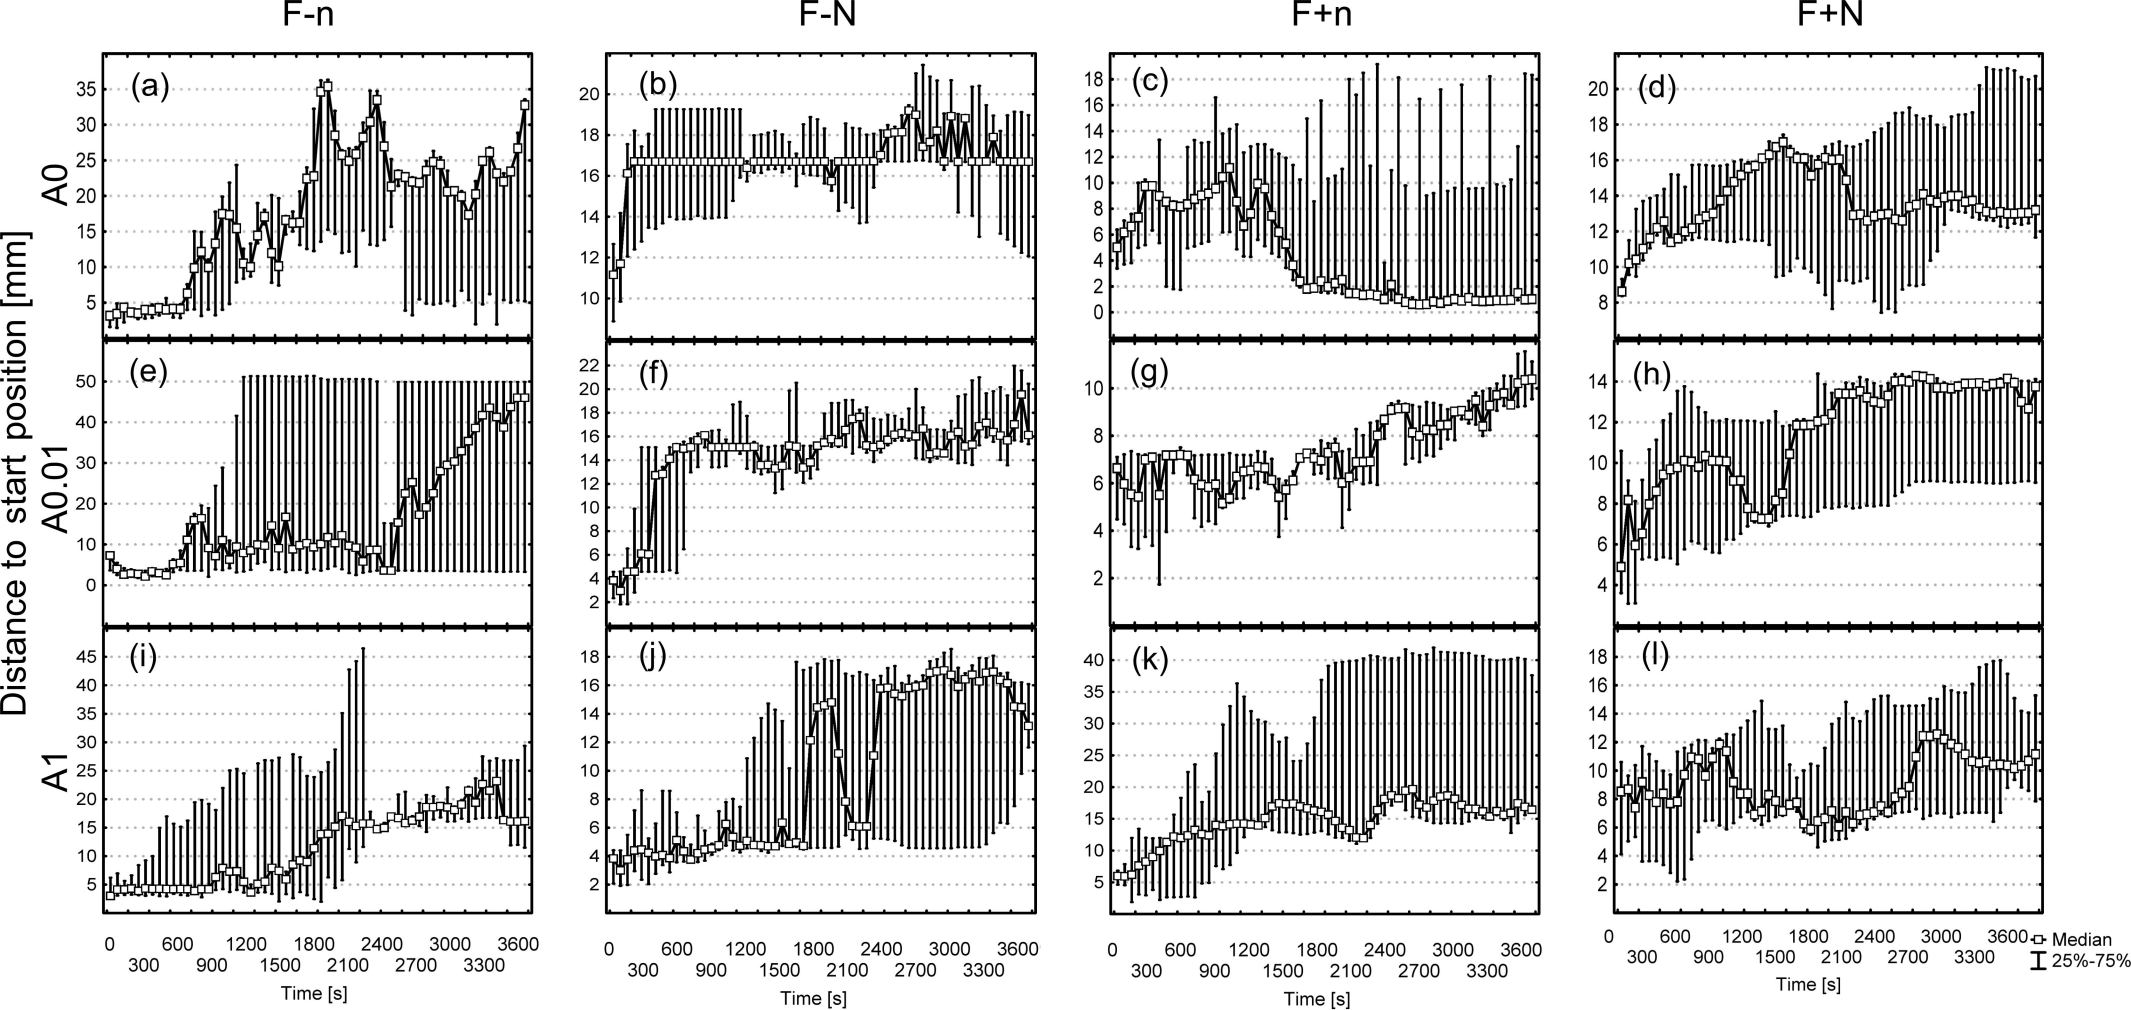 F-n F-N F+n F+N
Distance to start position [mm]
A0
(a) (b) (c) (d)
35 30 25 20 15 10 5
20 18 16 14 12 10
18 16 14 12 10 8 6 4 2 0
20 18 16 14 12 10 8
A0.01
(e) (f) (g) (h)
50 40 30 20 10 0
22 20 18 16 14 12 10 8 6 4 2
10 8 6 4 2
14 12 10 8 6 4
A1
(i) (j) (k) (l)
45 40 35 30 25 20 15 10 5
18 16 14 12 10 8 6 4 2
40 35 30 25 20 15 10 5
18 16 14 12 10 8 6 4 2
0 600 1200 1800 2400 3000 3600
300 900 1500 2100 2700 3300
Time [s]
0 600 1200 1800 2400 3000 3600
300 900 1500 2100 2700 3300
Time [s]
0 600 1200 1800 2400 3000 3600
300 900 1500 2100 2700 3300
Time [s]
0 600 1200 1800 2400 3000 3600
300 900 1500 2100 2700 3300
Time [s]
Median
25%-75%